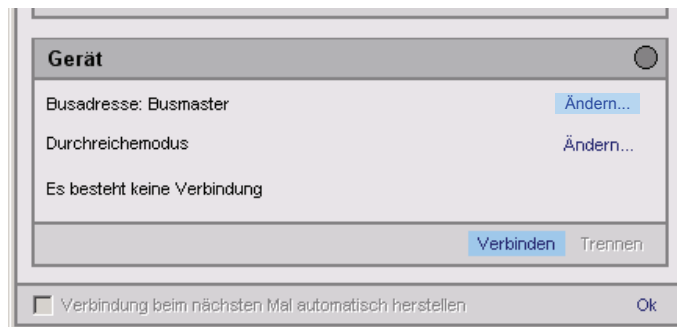 Gerät
Busadresse: Busmaster Ändern...
Durchreichemodus Ändern...
Es besteht keine Verbindung
Verbinden Trennen
Verbindung beim nächsten Mal automatisch herstellen Ok